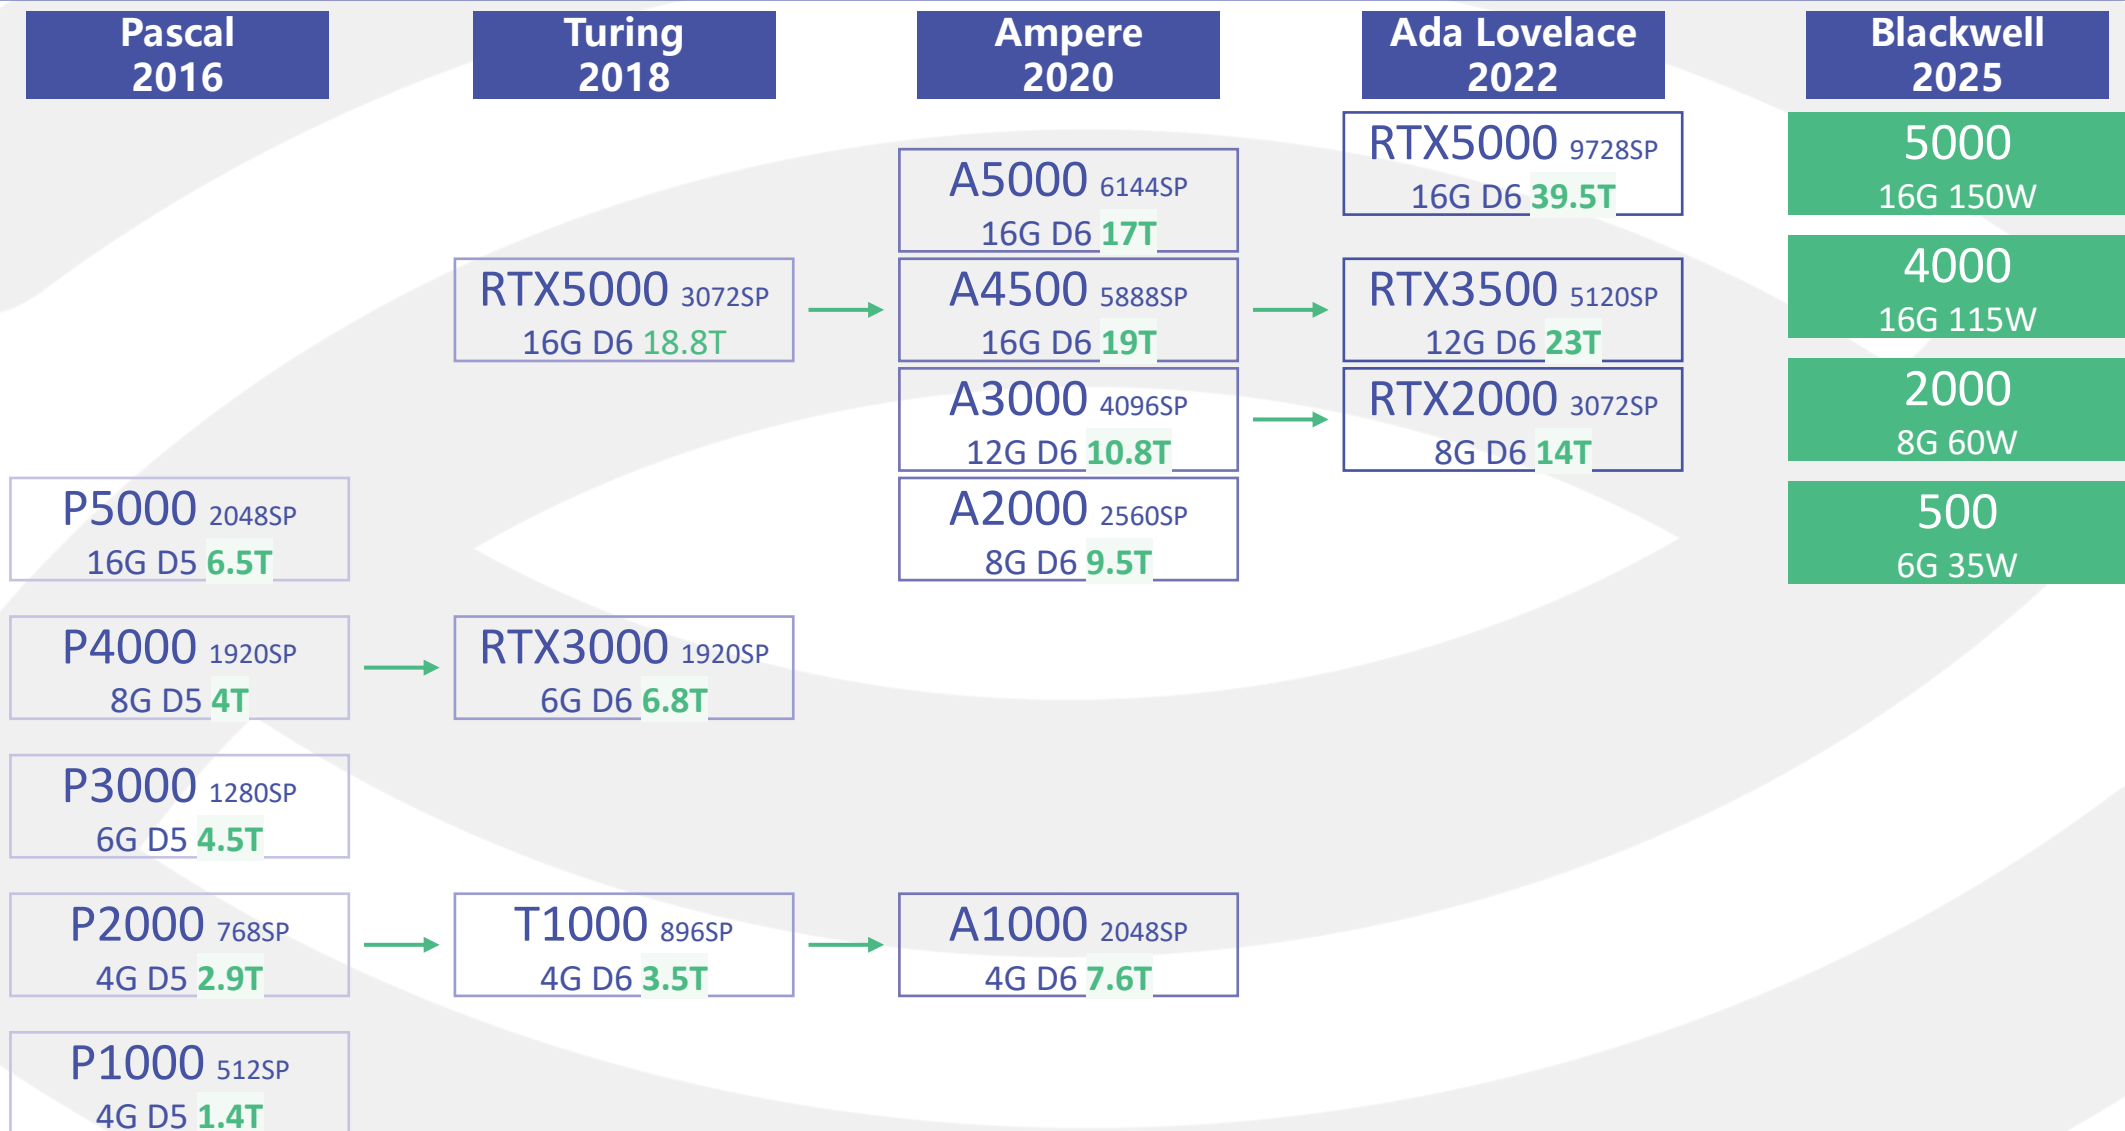 Pascal
2016
Turing
2018
Ampere
2020
Ada Lovelace
2022
Blackwell
2025
P5000 2048SP
16G D5 6.5T
P4000 1920SP
8G D5 4T
P3000 1280SP
6G D5 4.5T
P2000 768SP
4G D5 2.9T
P1000 512SP
4G D5 1.4T
RTX5000 3072SP
16G D6 18.8T
RTX3000 1920SP
6G D6 6.8T
T1000 896SP
4G D6 3.5T
A5000 6144SP
16G D6 17T
A4500 5888SP
16G D6 19T
A3000 4096SP
12G D6 10.8T
A2000 2560SP
8G D6 9.5T
A1000 2048SP
4G D6 7.6T
RTX5000 9728SP
16G D6 39.5T
RTX3500 5120SP
12G D6 23T
RTX2000 3072SP
8G D6 14T
5000
16G 150W
4000
16G 115W
2000
8G 60W
500
6G 35W